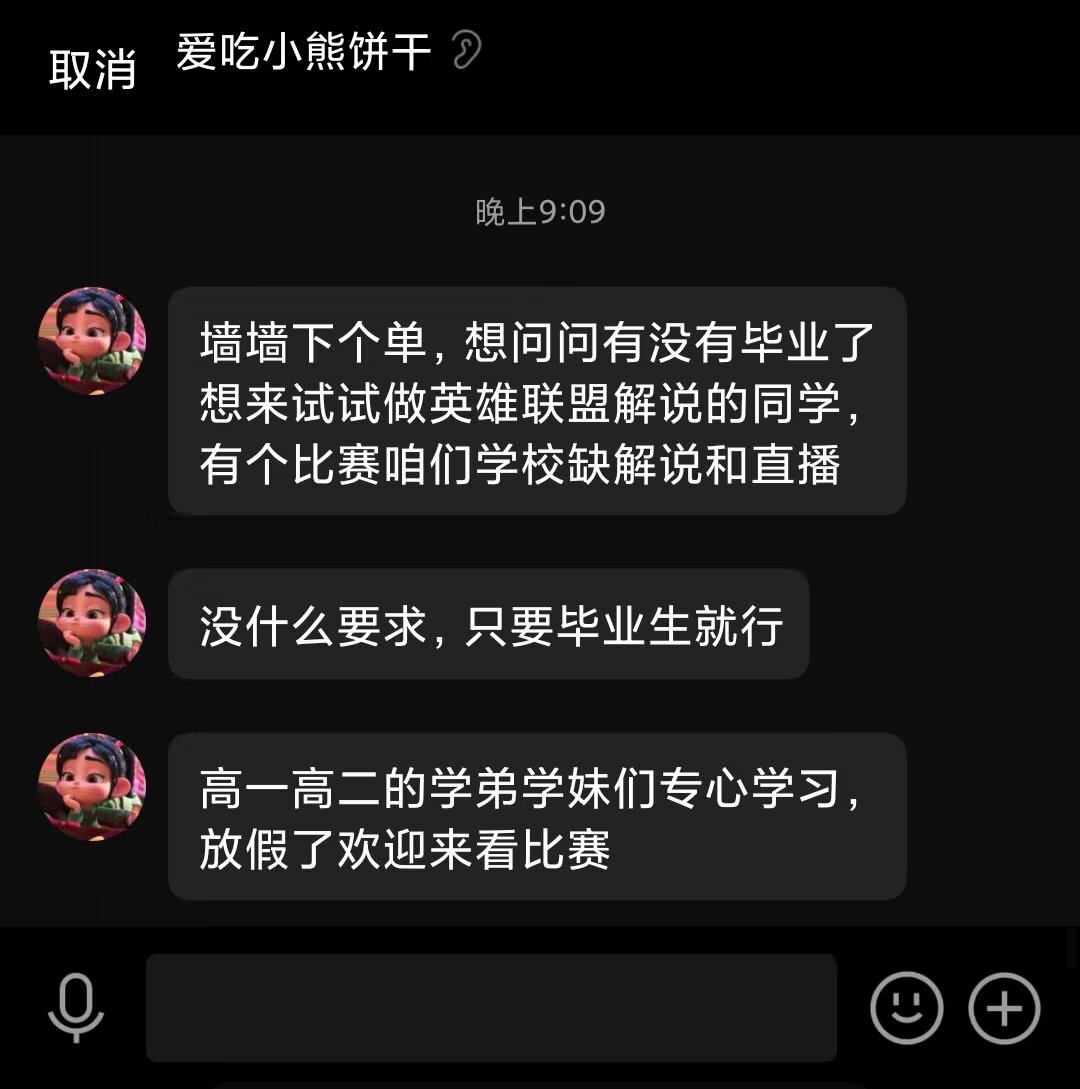 取消
爱吃小熊饼干
晚上9:09
墙墙下个单，想问问有没有毕业了
想来试试做英雄联盟解说的同学，
有个比赛咱们学校缺解说和直播
没什么要求，只要毕业生就行
高一高二的学弟学妹们专心学习，
放假了欢迎来看比赛